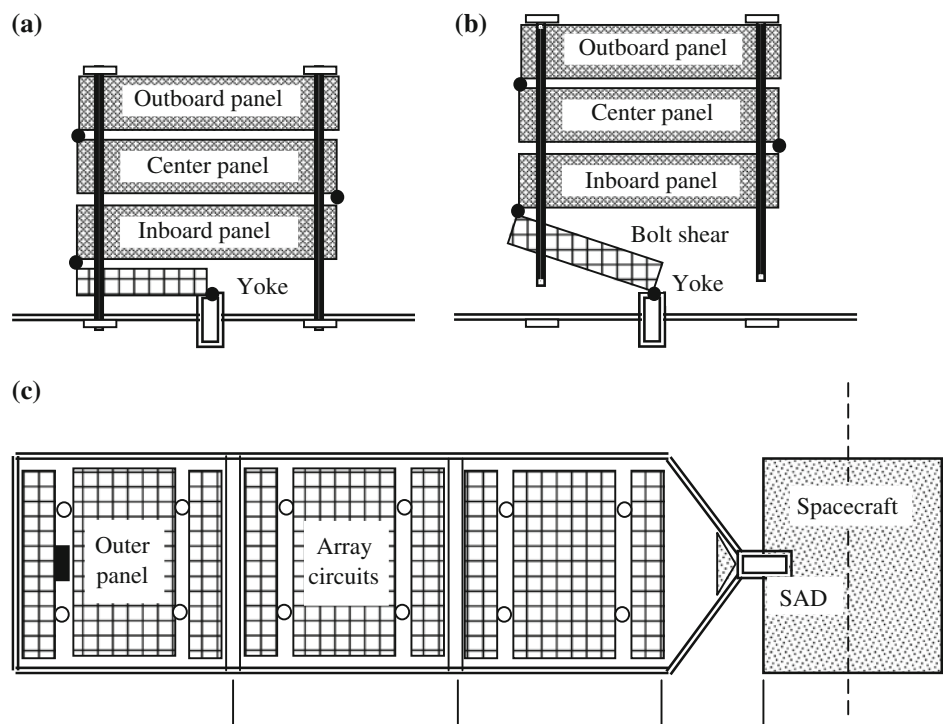 (a)
Outboard panel
Center panel
Inboard panel
Yoke
(b)
Outboard panel
Center panel
Inboard panel
Bolt shear
Yoke
(c)
Outer
panel
Array
circuits
Spacecraft
SAD